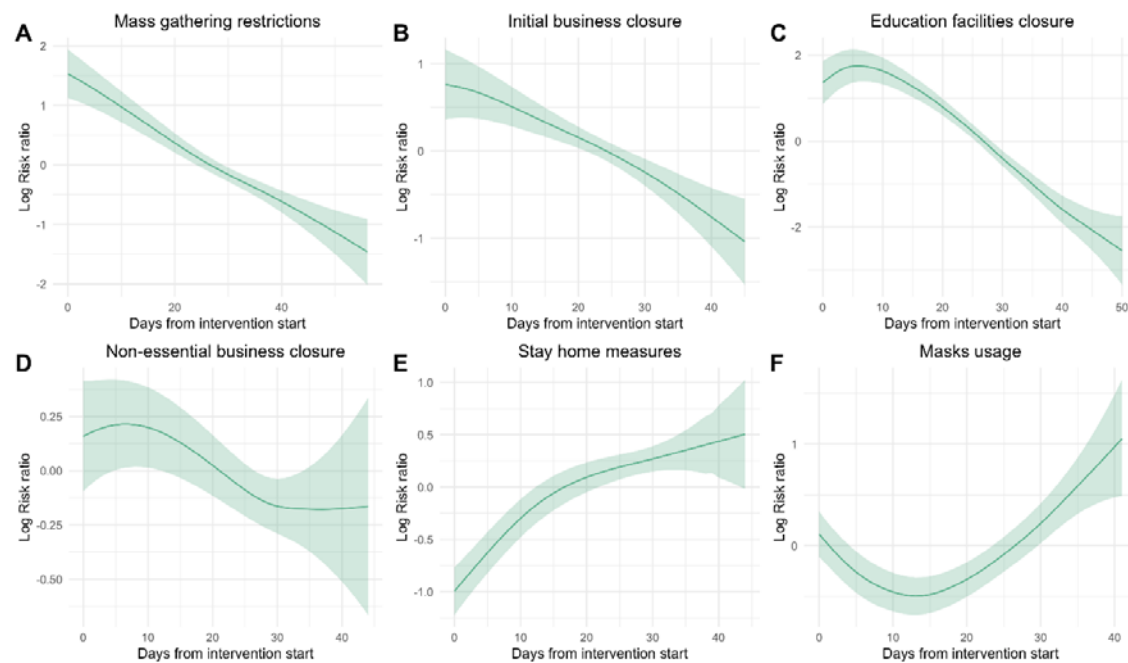 A Mass gathering restrictions
2
1
0
-1
-2
Log Risk ratio
0 20 40
Days from intervention start
B Initial business closure
1
0
-1
Log Risk ratio
0 10 20 30 40
Days from intervention start
C Education facilities closure
2
0
-2
Log Risk ratio
0 10 20 30 40 50
Days from intervention start
D Non-essential business closure
0.25
0.00
-0.25
-0.50
Log Risk ratio
0 10 20 30 40
Days from intervention start
E Stay home measures
1.0
0.5
0.0
-0.5
-1.0
Log Risk ratio
0 10 20 30 40
Days from intervention start
F Masks usage
1
0
Log Risk ratio
0 10 20 30 40
Days from intervention start